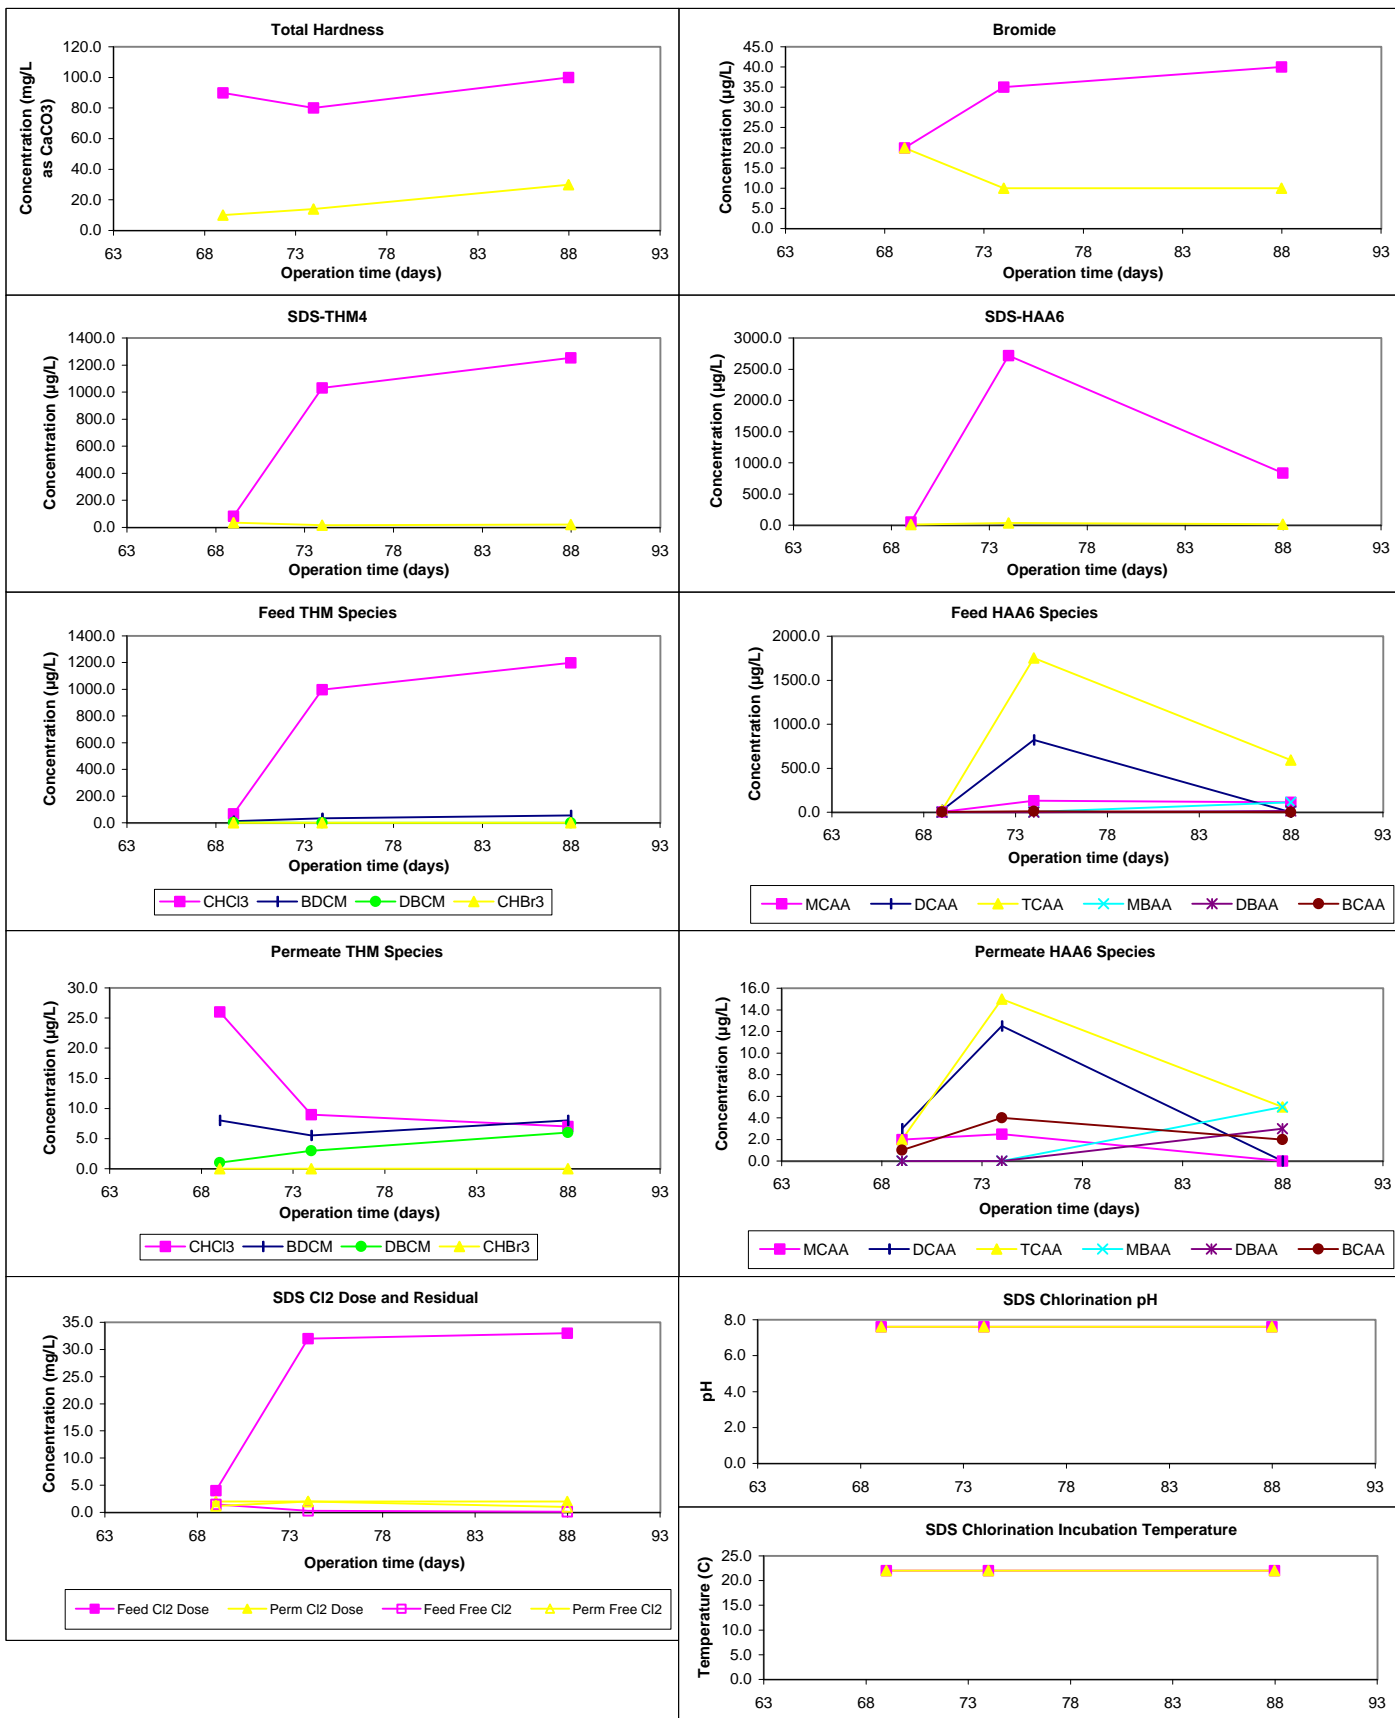 Total Hardness
Concentration (mg/L
as CaCO3)
120.0
100.0
80.0
60.0
40.0
20.0
0.0
63 68 73 78 83 88 93
Operation time (days)
Bromide
Concentration (µg/L)
45.0
40.0
35.0
30.0
25.0
20.0
15.0
10.0
5.0
0.0
63 68 73 78 83 88 93
Operation time (days)
SDS-THM4
Concentration (µg/L)
1400.0
1200.0
1000.0
800.0
600.0
400.0
200.0
0.0
63 68 73 78 83 88 93
Operation time (days)
SDS-HAA6
Concentration (µg/L)
3000.0
2500.0
2000.0
1500.0
1000.0
500.0
0.0
63 68 73 78 83 88 93
Operation time (days)
Feed THM Species
Concentration (µg/L)
1400.0
1200.0
1000.0
800.0
600.0
400.0
200.0
0.0
63 68 73 78 83 88 93
Operation time (days)
CHCl3 BDCM DBCM CHBr3
Feed HAA6 Species
Concentration (µg/L)
2000.0
1500.0
1000.0
500.0
0.0
63 68 73 78 83 88 93
Operation time (days)
MCAA DCAA TCAA MBAA DBAA BCAA
Permeate THM Species
Concentration (µg/L)
30.0
25.0
20.0
15.0
10.0
5.0
0.0
63 68 73 78 83 88 93
Operation time (days)
CHCl3 BDCM DBCM CHBr3
Permeate HAA6 Species
Concentration (µg/L)
16.0
14.0
12.0
10.0
8.0
6.0
4.0
2.0
0.0
63 68 73 78 83 88 93
Operation time (days)
MCAA DCAA TCAA MBAA DBAA BCAA
SDS Cl2 Dose and Residual
Concentration (mg/L)
35.0
30.0
25.0
20.0
15.0
10.0
5.0
0.0
63 68 73 78 83 88 93
Operation time (days)
Feed Cl2 Dose Perm Cl2 Dose Feed Free Cl2 Perm Free Cl2
SDS Chlorination pH
pH
8.0
6.0
4.0
2.0
0.0
63 68 73 78 83 88 93
SDS Chlorination Incubation Temperature
Temperature (C)
25.0
20.0
15.0
10.0
5.0
0.0
63 68 73 78 83 88 93